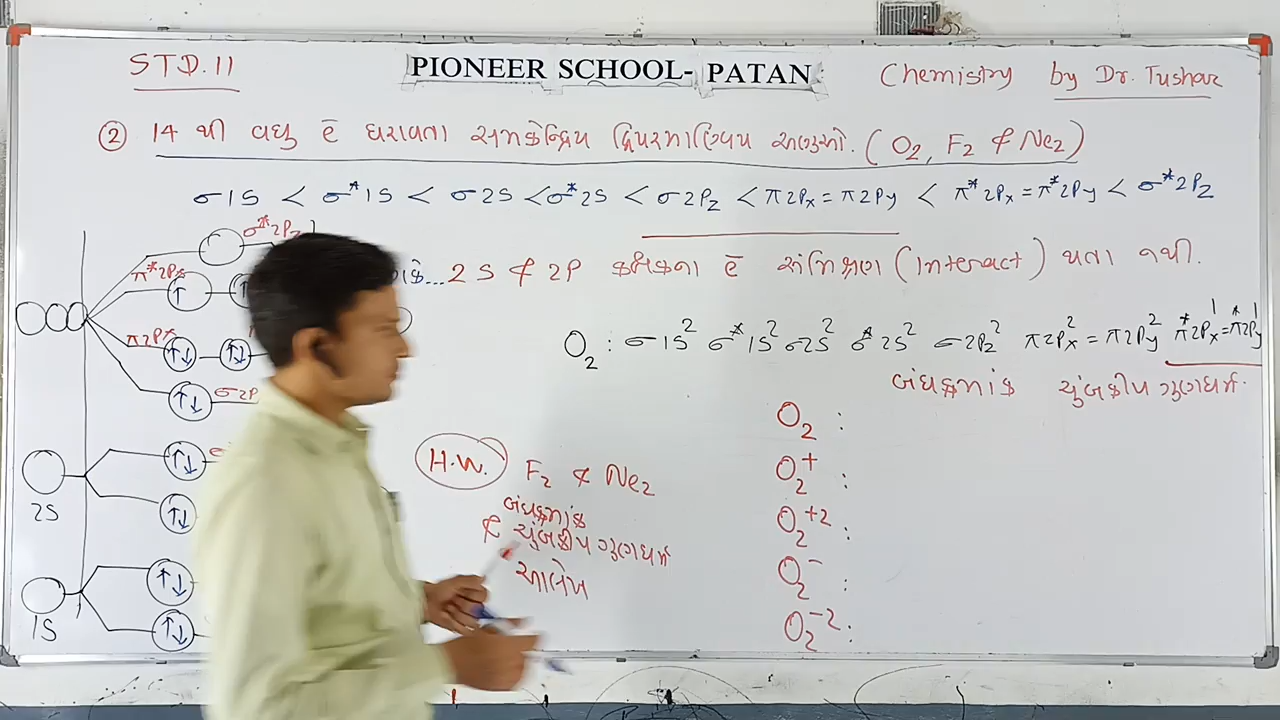 STD.11
PIONEER SCHOOL- PATAN
Chemistry by Dr. Tushar
② 14 થી વધુ ē ધરાવતા સમકેન્દ્રિય દ્વિપરમાણ્વિય અણુઓ. (O₂, F₂ & Ne₂)
σ1S < σ*1S < σ2S < σ*2S < σ2Pz < π2Px = π2Py < π*2Px = π*2Py < σ*2Pz
... 2S & 2P કક્ષકના ē સંમિશ્રણ (Interact) થતા નથી.
O₂ : σ1S² σ*1S² σ2S² σ*2S² σ2Pz² π2Px² = π2Py² π*2Px¹ = π*2Py¹
બંધક્રમાંક ચુંબકીય ગુણધર્મ.
O₂ :
O₂⁺ :
O₂⁺² :
O₂⁻ :
O₂⁻² :
H.W.
F₂ & Ne₂
બંધક્રમાંક
& ચુંબકીય ગુણધર્મ
આલેખ
σ*2Pz
π*2Px
π2Px
σ2P
2S
1S